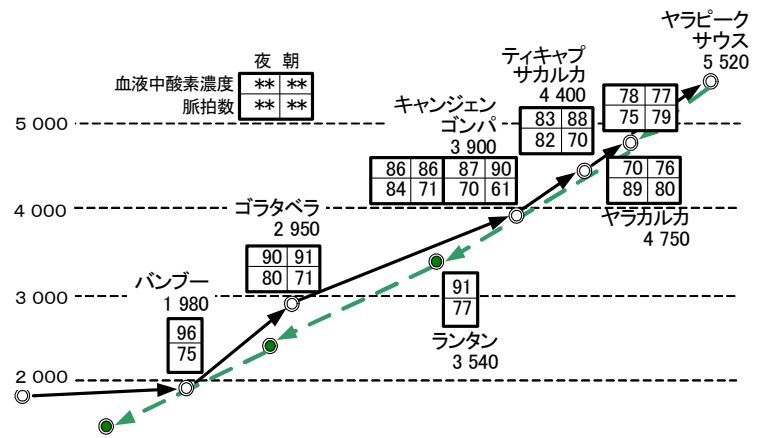 ヤラピーク
サウス
5 520
夜 朝
血液中酸素濃度 ** **
脈拍数 ** **
ティキャプ
サカルカ
4 400
83 88
82 70
78 77
75 79
5 000
キャンジェン
ゴンパ
3 900
86 86 87 90
84 71 70 61
70 76
89 80
ヤラカルカ
4 750
4 000
ゴラタベラ
2 950
90 91
80 71
91
77
ランタン
3 540
3 000
バンブー
1 980
96
75
2 000